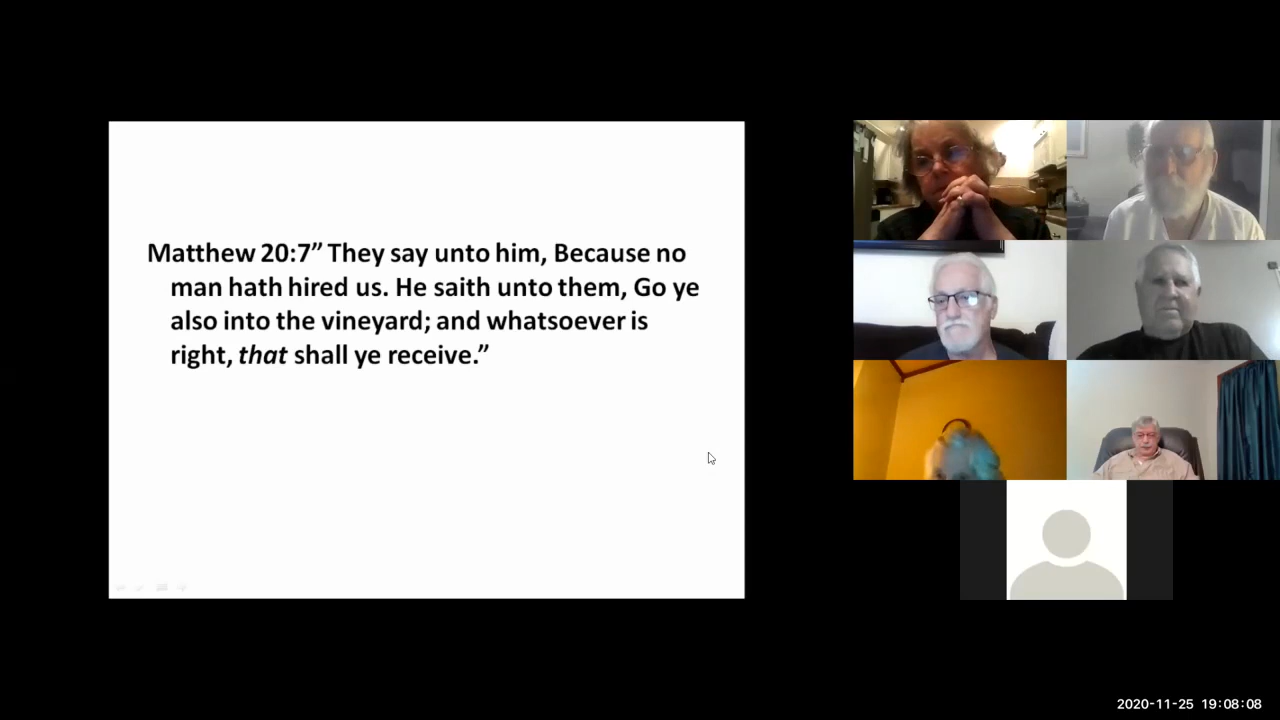 Matthew 20:7” They say unto him, Because no
man hath hired us. He saith unto them, Go ye
also into the vineyard; and whatsoever is
right, that shall ye receive.”
2020-11-25 19:08:08